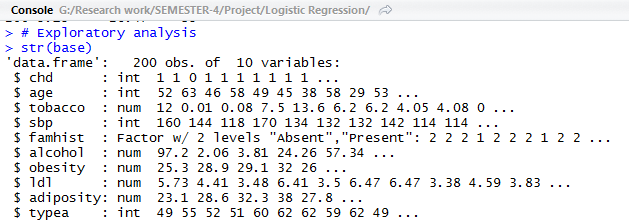 Console G:/Research work/SEMESTER-4/Project/Logistic Regression/
> # Exploratory analysis
> str(base)
'data.frame':   200 obs. of  10 variables:
 $ chd      : int  1 1 0 1 1 1 1 1 1 1 ...
 $ age      : int  52 63 46 58 49 45 38 58 29 53 ...
 $ tobacco  : num  12 0.01 0.08 7.5 13.6 6.2 6.2 4.05 4.08 0 ...
 $ sbp      : int  160 144 118 170 134 132 132 142 114 114 ...
 $ famhist  : Factor w/ 2 levels "Absent","Present": 2 2 2 1 2 2 2 1 2 2 ...
 $ alcohol  : num  97.2 2.06 3.81 24.26 57.34 ...
 $ obesity  : num  25.3 28.9 29.1 32 26 ...
 $ ldl      : num  5.73 4.41 3.48 6.41 3.5 6.47 6.47 3.38 4.59 3.83 ...
 $ adiposity: num  23.1 28.6 32.3 38 27.8 ...
 $ typea    : int  49 55 52 51 60 62 62 59 62 49 ...